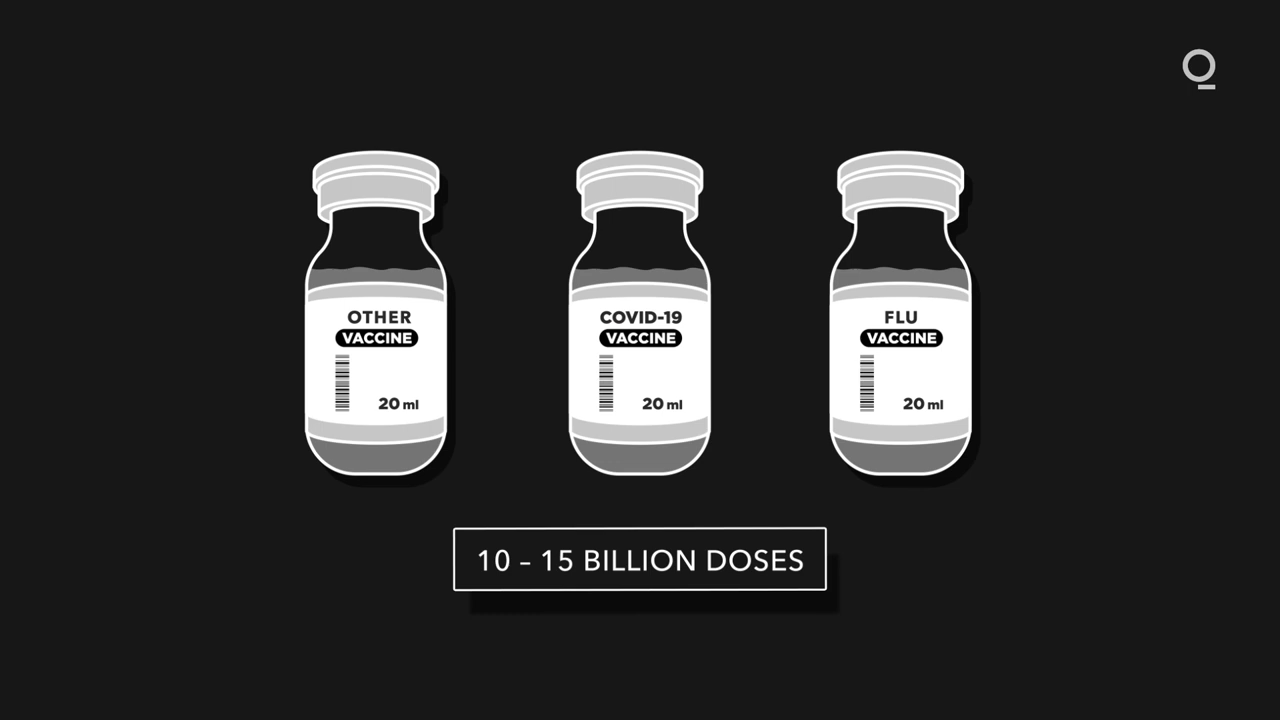 OTHER
VACCINE
20 ml
COVID-19
VACCINE
20 ml
FLU
VACCINE
20 ml
10 – 15 BILLION DOSES